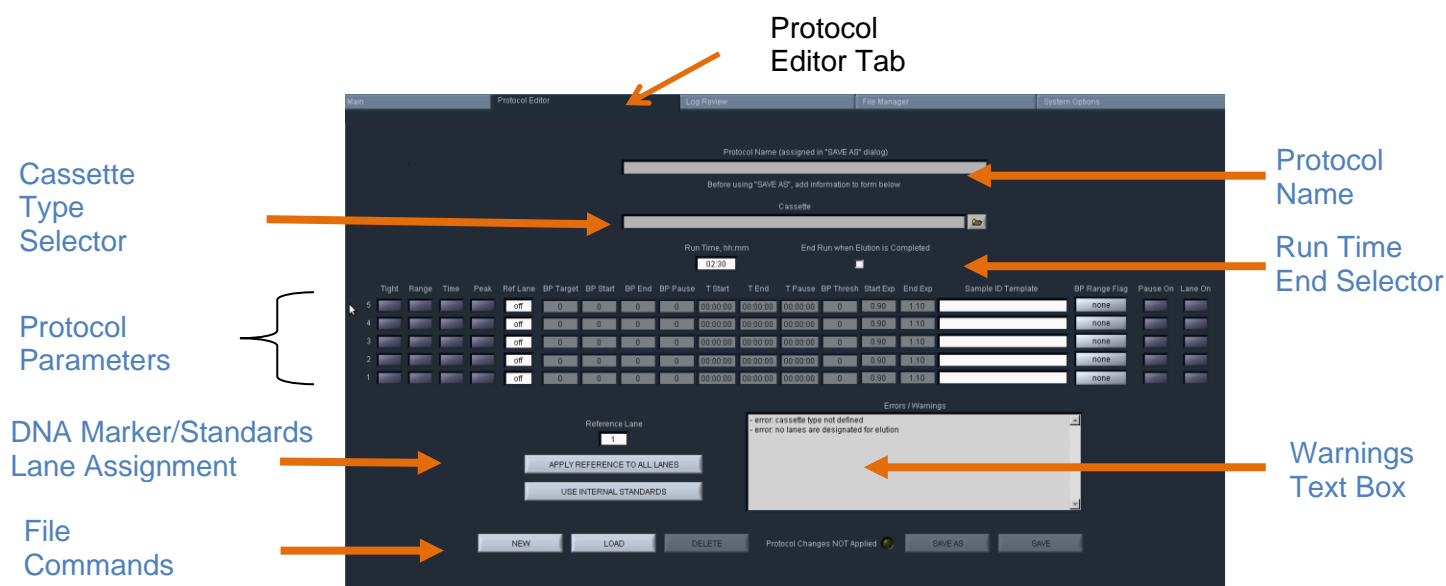 Protocol
Editor Tab
Main Protocol Editor Log Review File Manager System Options
Cassette
Type
Selector
Protocol Name (assigned in "SAVE AS" dialog)
Before using "SAVE AS", add information to form below
Cassette
Protocol
Name
Run Time, hh:mm End Run when Elution is Completed
02:30
Run Time
End Selector
Protocol
Parameters
Tight Range Time Peak Ref Lane BP Target BP Start BP End BP Pause T Start T End T Pause BP Thresh Start Exp End Exp Sample ID Template BP Range Flag Pause On Lane On
5 off 0 0 0 0 00:00:00 00:00:00 00:00:00 0 0.90 1.10 none
4 off 0 0 0 0 00:00:00 00:00:00 00:00:00 0 0.90 1.10 none
3 off 0 0 0 0 00:00:00 00:00:00 00:00:00 0 0.90 1.10 none
2 off 0 0 0 0 00:00:00 00:00:00 00:00:00 0 0.90 1.10 none
1 off 0 0 0 0 00:00:00 00:00:00 00:00:00 0 0.90 1.10 none
DNA Marker/Standards
Lane Assignment
Reference Lane
1
APPLY REFERENCE TO ALL LANES
USE INTERNAL STANDARDS
Errors / Warnings
- error: cassette type not defined
- error: no lanes are designated for elution
Warnings
Text Box
File
Commands
NEW LOAD DELETE Protocol Changes NOT Applied SAVE AS SAVE